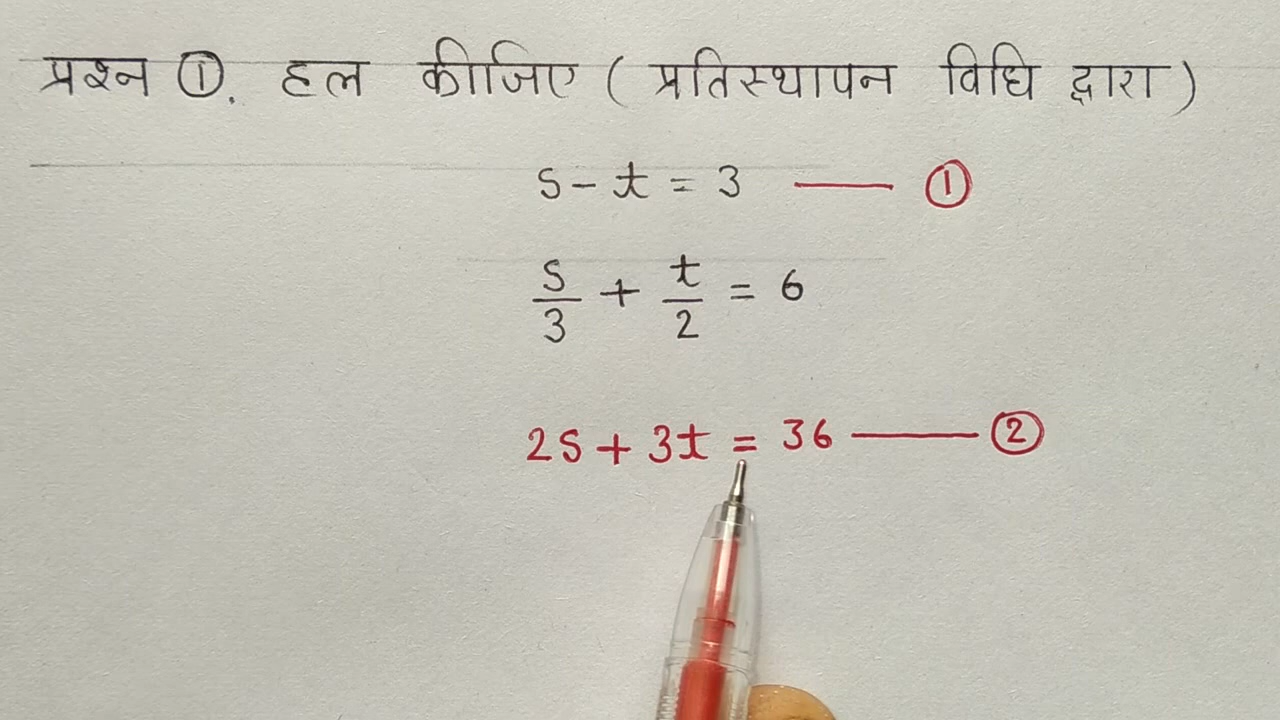 प्रश्न ①. हल कीजिए ( प्रतिस्थापन विधि द्वारा )
s - t = 3 —— ①
s/3 + t/2 = 6
2s + 3t = 36 —— ②